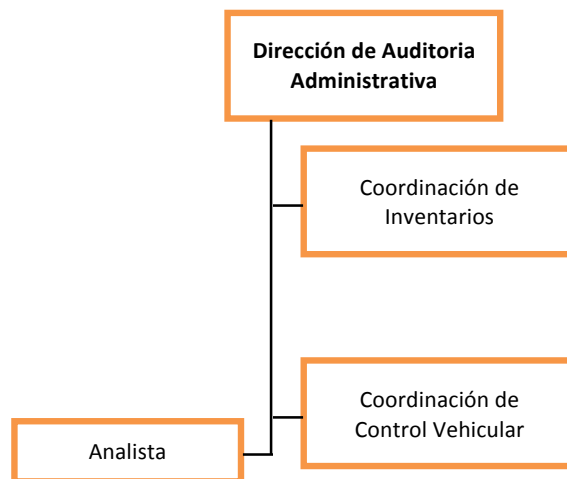 Dirección de Auditoria
Administrativa
Coordinación de
Inventarios
Coordinación de
Control Vehicular
Analista